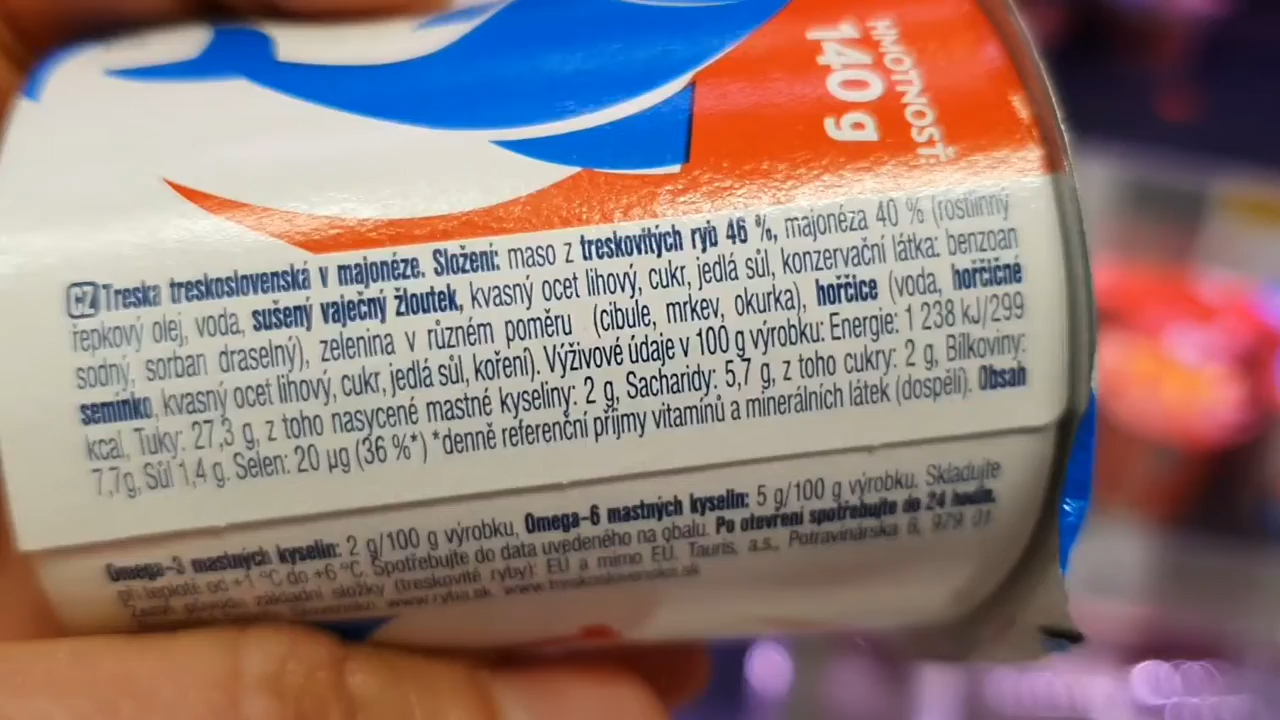 HMOTNOSŤ:
140 g
CZ Treska treskoslovenská v majonéze. Složení: maso z treskovitých ryb 46 %, majonéza 40 % (rostlinný
řepkový olej, voda, sušený vaječný žloutek, kvasný ocet lihový, cukr, jedlá sůl, konzervační látka: benzoan
sodný, sorban draselný), zelenina v různém poměru (cibule, mrkev, okurka), hořčice (voda, hořčičné
semínko, kvasný ocet lihový, cukr, jedlá sůl, koření). Výživové údaje v 100 g výrobku: Energie: 1 238 kJ/299
kcal, Tuky: 27,3 g, z toho nasycené mastné kyseliny: 2 g, Sacharidy: 5,7 g, z toho cukry: 2 g, Bílkoviny:
7,7g, Sůl 1,4 g. Selen: 20 µg (36 %*) *denně referenční příjmy vitamínů a minerálních látek (dospělí). Obsah
Omega-3 mastných kyselin: 2 g/100 g výrobku, Omega-6 mastných kyselin: 5 g/100 g výrobku. Skladujte
při teplotě od +1 °C do +6 °C. Spotřebujte do data uvedeného na obalu. Po otevření spotřebujte do 24 hodin.
Země původu základní složky (treskovité ryby): EU a mimo EU. Tauris, a.s., Potravinárska 6, 979 01
Slovensko. www.ryba.sk www.treskoslovenska.sk